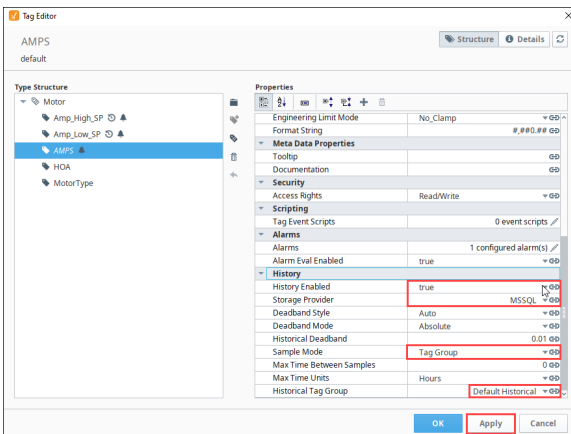 Tag Editor
AMPS
Structure
Details
default
Type Structure
Motor
Amp_High_SP
Amp_Low_SP
AMPS
HOA
MotorType
Properties
Engineering Limit Mode No_Clamp
Format String #,##0.##
Meta Data Properties
Tooltip
Documentation
Security
Access Rights Read/Write
Scripting
Tag Event Scripts 0 event scripts
Alarms
Alarms 1 configured alarm(s)
Alarm Eval Enabled true
History
History Enabled true
Storage Provider MSSQL
Deadband Style Auto
Deadband Mode Absolute
Historical Deadband 0.01
Sample Mode Tag Group
Max Time Between Samples 0
Max Time Units Hours
Historical Tag Group Default Historical
OK
Apply
Cancel